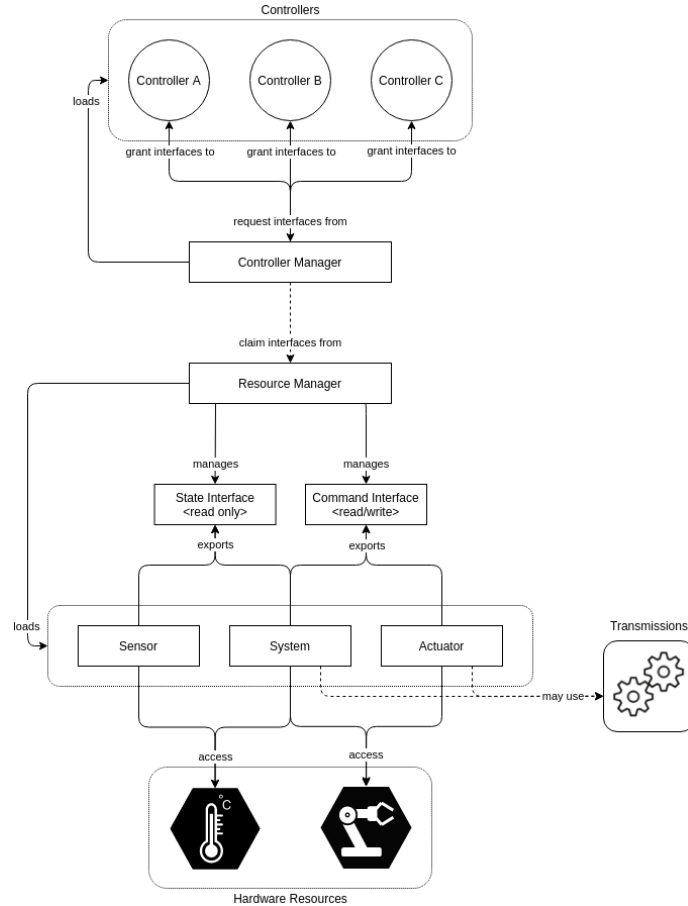 Controllers
Controller A
Controller B
Controller C
loads
grant interfaces to
grant interfaces to
grant interfaces to
request interfaces from
Controller Manager
claim interfaces from
Resource Manager
manages
manages
State Interface
<read only>
Command Interface
<read/write>
exports
exports
loads
Sensor
System
Actuator
Transmissions
may use
access
access
°C
Hardware Resources